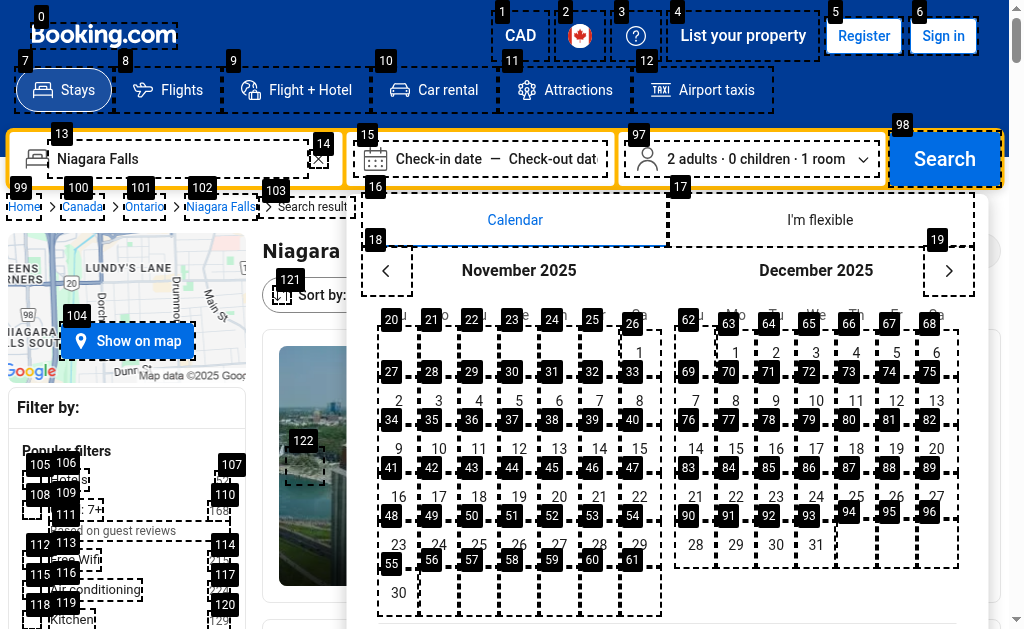 Booking.com
CAD
List your property
Register
Sign in
Stays
Flights
Flight + Hotel
Car rental
Attractions
Airport taxis
Niagara Falls
Check-in date — Check-out dat
2 adults · 0 children · 1 room
Search
Home > Canada > Ontario > Niagara Falls > Search result
Calendar
I'm flexible
November 2025
December 2025
1
2 3 4 5 6 7 8
9 10 11 12 13 14 15
16 17 18 19 20 21 22
23 24 25 26 27 28 29
30
1 2 3 4 5 6
7 8 9 10 11 12 13
14 15 16 17 18 19 20
21 22 23 24 25 26 27
28 29 30 31
LUNDY'S LANE
20
98
Drummo
Main St
Dorch
Dunn St
Show on map
Google
Map data ©2025 Goo
Niagara
Sort by:
Filter by:
Popular filters
Hotels
: 7+
168
Based on guest reviews
Free Wifi
Air conditioning
Kitchen
129
0
1
2
3
4
5
6
7
8
9
10
11
12
13
14
15
16
17
18
19
20 21 22 23 24 25 26
27 28 29 30 31 32 33
34 35 36 37 38 39 40
41 42 43 44 45 46 47
48 49 50 51 52 53 54
55 56 57 58 59 60 61
62 63 64 65 66 67 68
69 70 71 72 73 74 75
76 77 78 79 80 81 82
83 84 85 86 87 88 89
90 91 92 93 94 95 96
97
98
99
100
101
102
103
104
105 106 107
108 109 110
111
112 113 114
115 116 117
118 119 120
121
122